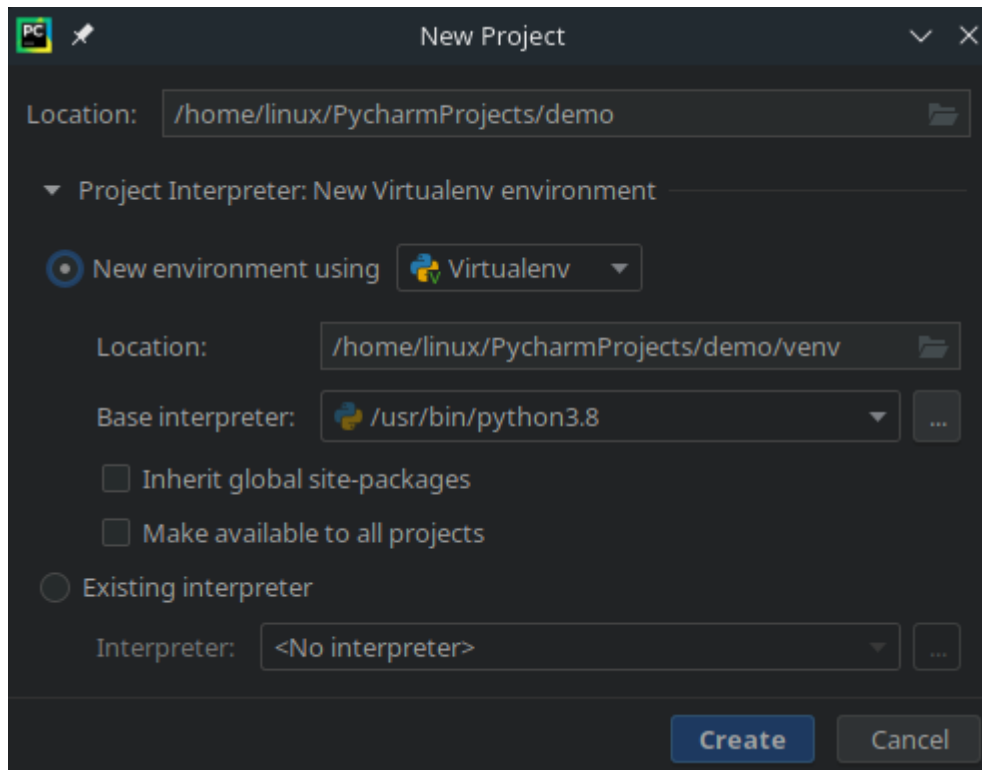 PC
New Project
Location: /home/linux/PycharmProjects/demo
Project Interpreter: New Virtualenv environment
New environment using Virtualenv
Location: /home/linux/PycharmProjects/demo/venv
Base interpreter: /usr/bin/python3.8 ...
Inherit global site-packages
Make available to all projects
Existing interpreter
Interpreter: <No interpreter> ...
Create Cancel